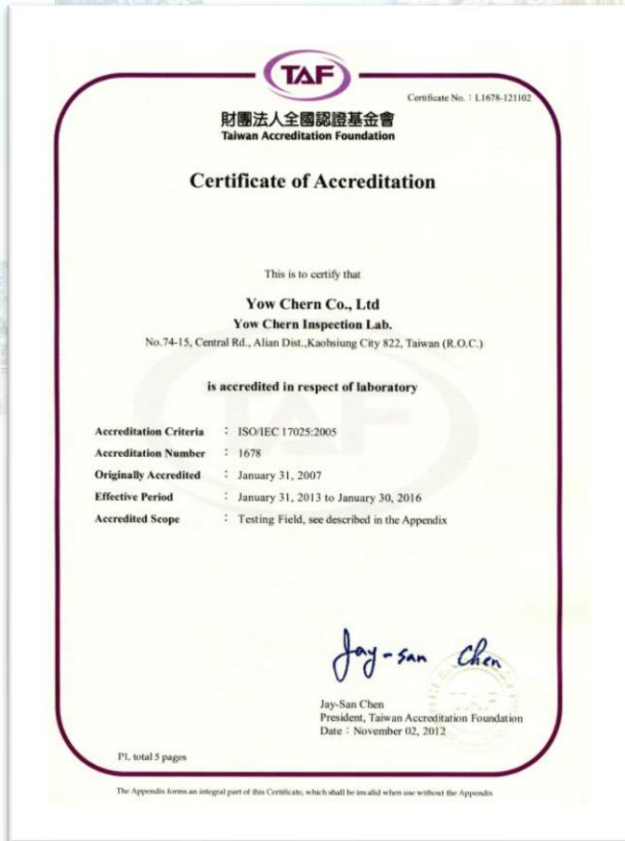 TAF
Certificate No.：L1678-121102
財團法人全國認證基金會
Taiwan Accreditation Foundation
Certificate of Accreditation
This is to certify that
Yow Chern Co., Ltd
Yow Chern Inspection Lab.
No.74-15, Central Rd., Alian Dist.,Kaohsiung City 822, Taiwan (R.O.C.)
is accredited in respect of laboratory
Accreditation Criteria : ISO/IEC 17025:2005
Accreditation Number : 1678
Originally Accredited : January 31, 2007
Effective Period : January 31, 2013 to January 30, 2016
Accredited Scope : Testing Field, see described in the Appendix
Jay-san Chen
Jay-San Chen
President, Taiwan Accreditation Foundation
Date：November 02, 2012
P1, total 5 pages
The Appendix forms an integral part of this Certificate, which shall be invalid when use without the Appendix